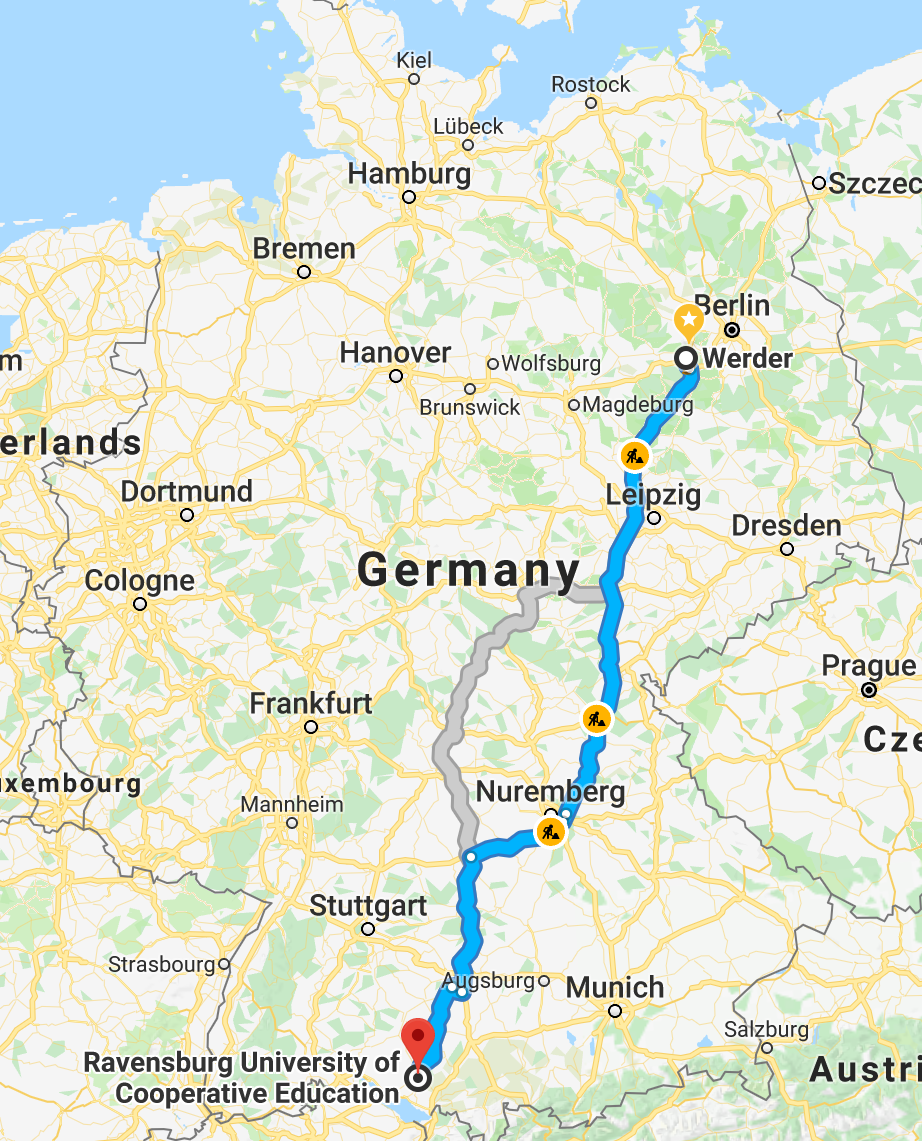 Kiel
Rostock
Lübeck
Hamburg
Szczec
Bremen
Berlin
Hanover
Wolfsburg
Werder
m
Brunswick
Magdeburg
erlands
Dortmund
Leipzig
Dresden
Germany
Cologne
Prague
Frankfurt
Cze
uxembourg
Nuremberg
Mannheim
Stuttgart
Strasbourg
Augsburg
Munich
Salzburg
Ravensburg University of
Cooperative Education
Austri